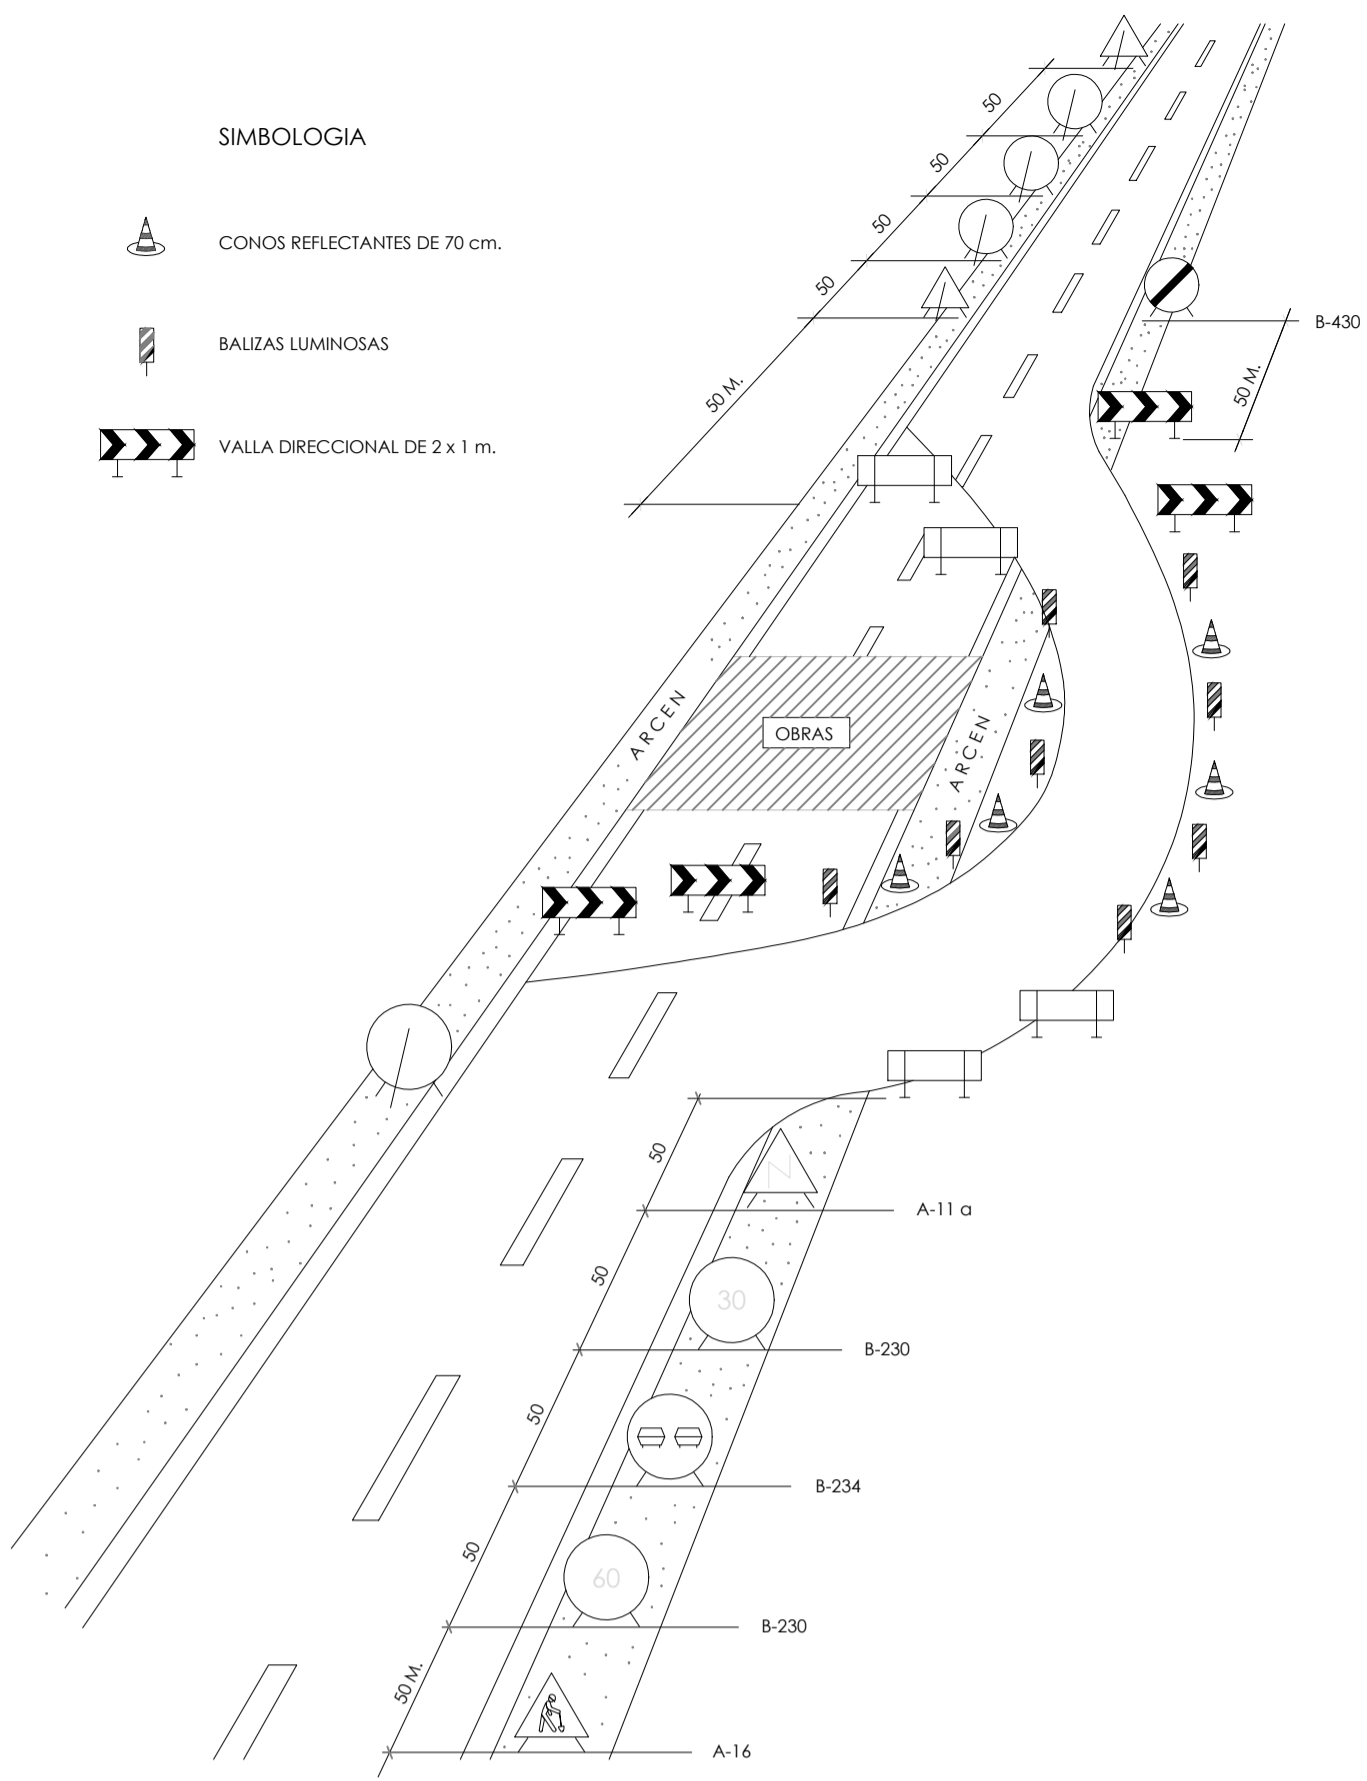 SIMBOLOGIA
CONOS REFLECTANTES DE 70 cm.
BALIZAS LUMINOSAS
VALLA DIRECCIONAL DE 2 x 1 m.
50
50
50
50
50 M.
B-430
50 M.
ARCEN
OBRAS
ARCEN
50
N
A-11 a
50
30
B-230
50
B-234
50
60
B-230
50 M.
A-16